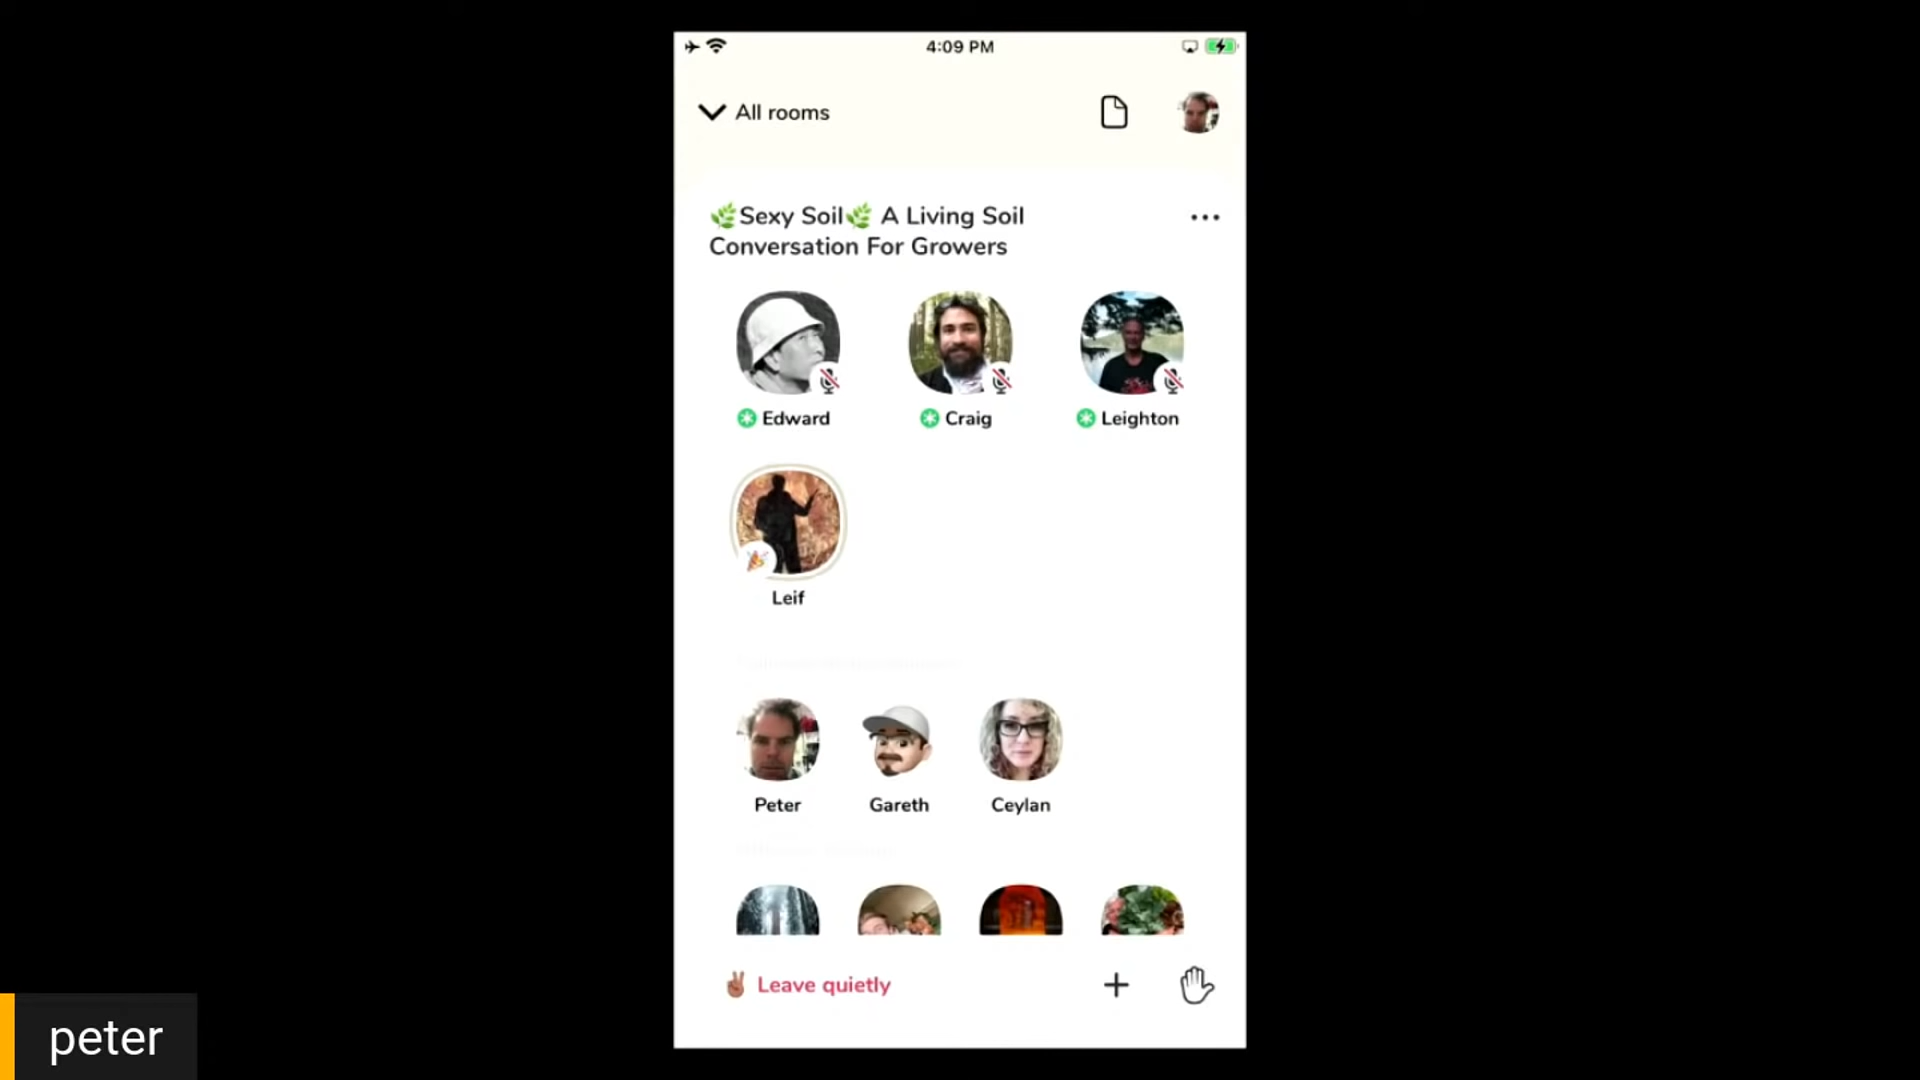 4:09 PM
All rooms
🌿Sexy Soil🌿 A Living Soil
Conversation For Growers
Edward
Craig
Leighton
Leif
Peter
Gareth
Ceylan
✌🏽 Leave quietly
peter